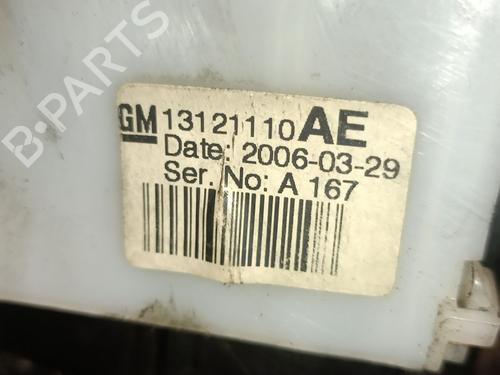 GM 13121110 AE
Date: 2006-03-29
Ser. No: A 167
B-PARTS